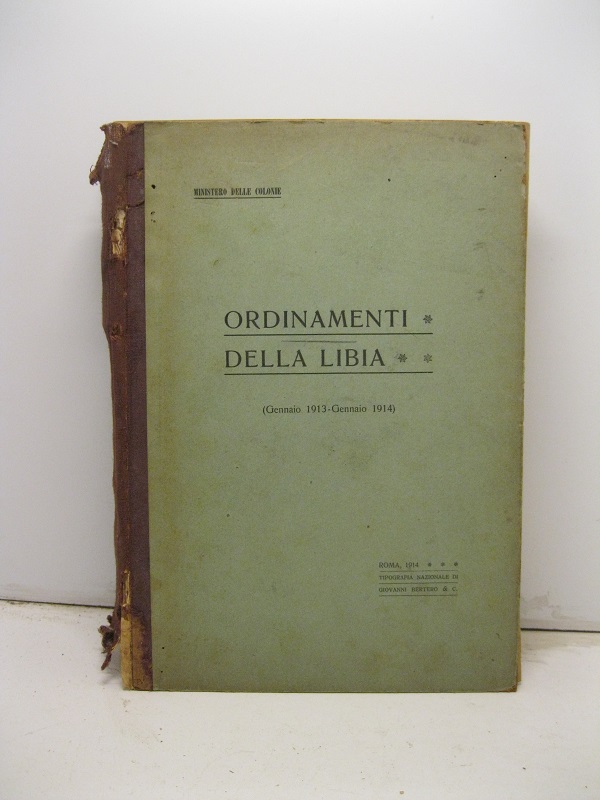 MINISTERO DELLE COLONIE
ORDINAMENTI *
DELLA LIBIA * *
(Gennaio 1913-Gennaio 1914)
ROMA, 1914 * * *
TIPOGRAFIA NAZIONALE DI
GIOVANNI BERTERO & C.